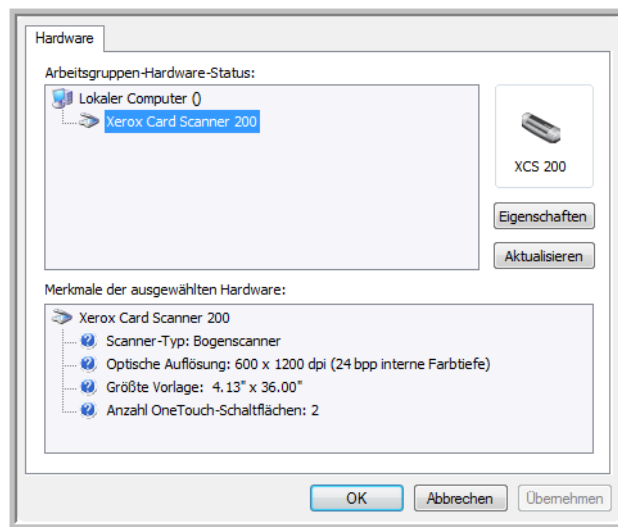 Hardware
Arbeitsgruppen-Hardware-Status:
Lokaler Computer ()
Xerox Card Scanner 200
XCS 200
Eigenschaften
Aktualisieren
Merkmale der ausgewählten Hardware:
Xerox Card Scanner 200
Scanner-Typ: Bogenscanner
Optische Auflösung: 600 x 1200 dpi (24 bpp interne Farbtiefe)
Größte Vorlage: 4.13" x 36.00"
Anzahl OneTouch-Schaltflächen: 2
OK Abbrechen Übernehmen